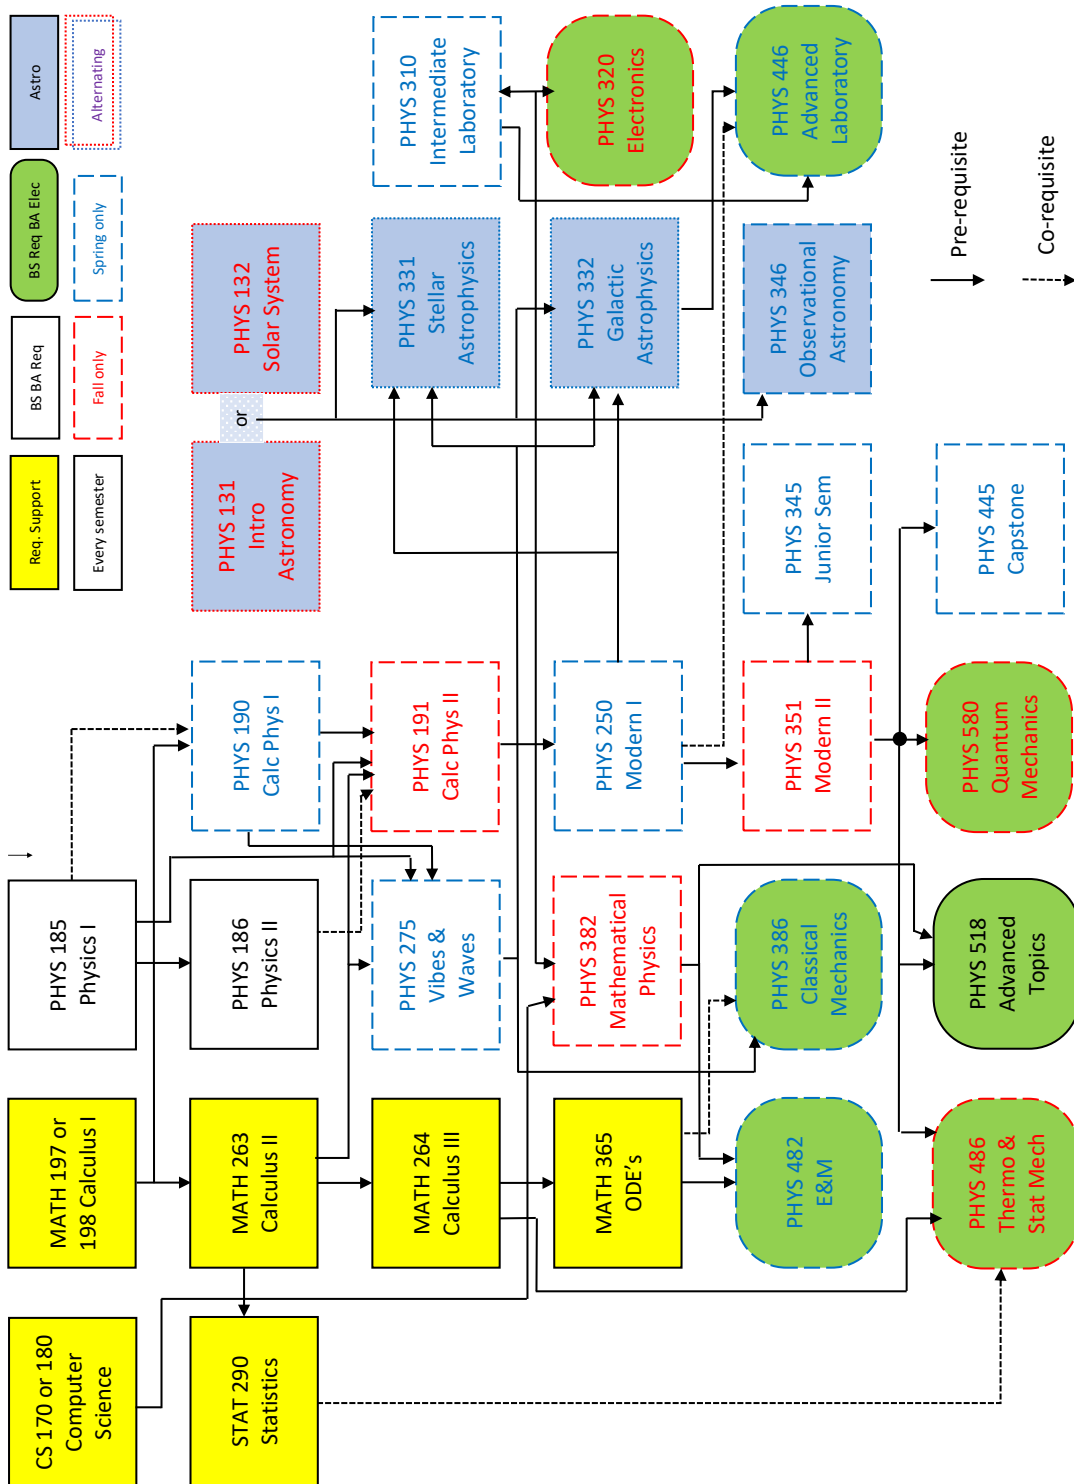 CS 170 or 180
Computer
Science
MATH 197 or
198 Calculus I
PHYS 185
Physics I
Req. Support
BS BA Req
BS Req BA Elec
Astro
Every semester
Fall only
Spring only
Alternating
STAT 290
Statistics
MATH 263
Calculus II
PHYS 186
Physics II
PHYS 190
Calc Phys I
PHYS 131
Intro
Astronomy
or
PHYS 132
Solar System
MATH 264
Calculus III
PHYS 275
Vibes &
Waves
PHYS 191
Calc Phys II
PHYS 331
Stellar
Astrophysics
PHYS 310
Intermediate
Laboratory
MATH 365
ODE's
PHYS 382
Mathematical
Physics
PHYS 250
Modern I
PHYS 332
Galactic
Astrophysics
PHYS 320
Electronics
PHYS 482
E&M
PHYS 386
Classical
Mechanics
PHYS 351
Modern II
PHYS 345
Junior Sem
PHYS 346
Observational
Astronomy
PHYS 446
Advanced
Laboratory
PHYS 486
Thermo &
Stat Mech
PHYS 518
Advanced
Topics
PHYS 580
Quantum
Mechanics
PHYS 445
Capstone
Pre-requisite
Co-requisite